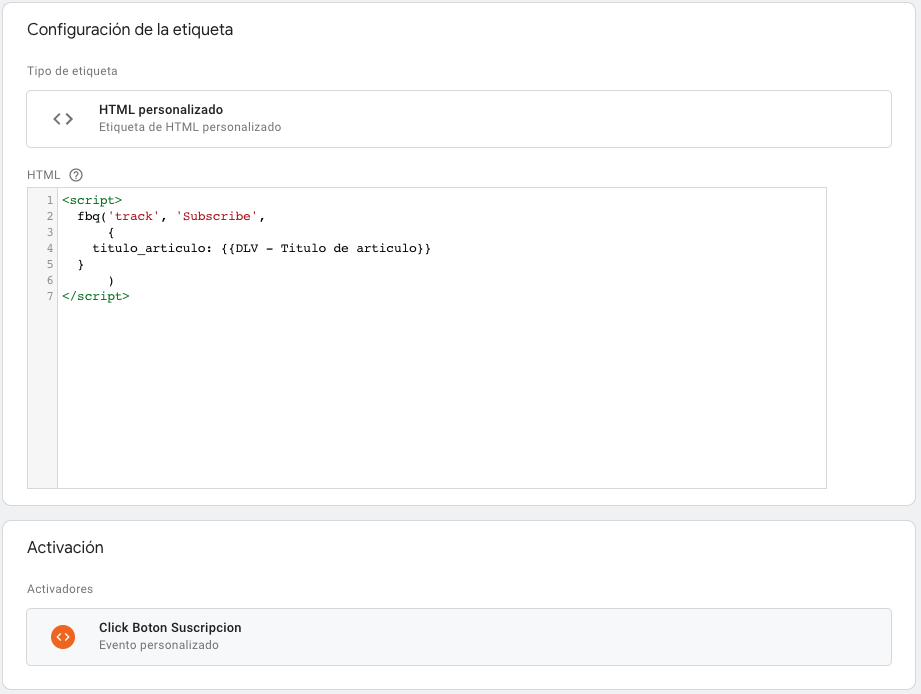 Configuración de la etiqueta
Tipo de etiqueta
HTML personalizado
Etiqueta de HTML personalizado
HTML ?
1 <script>
2 fbq('track', 'Subscribe',
3 {
4 titulo_articulo: {{DLV - Titulo de articulo}}
5 }
6 )
7 </script>
Activación
Activadores
Click Boton Suscripcion
Evento personalizado